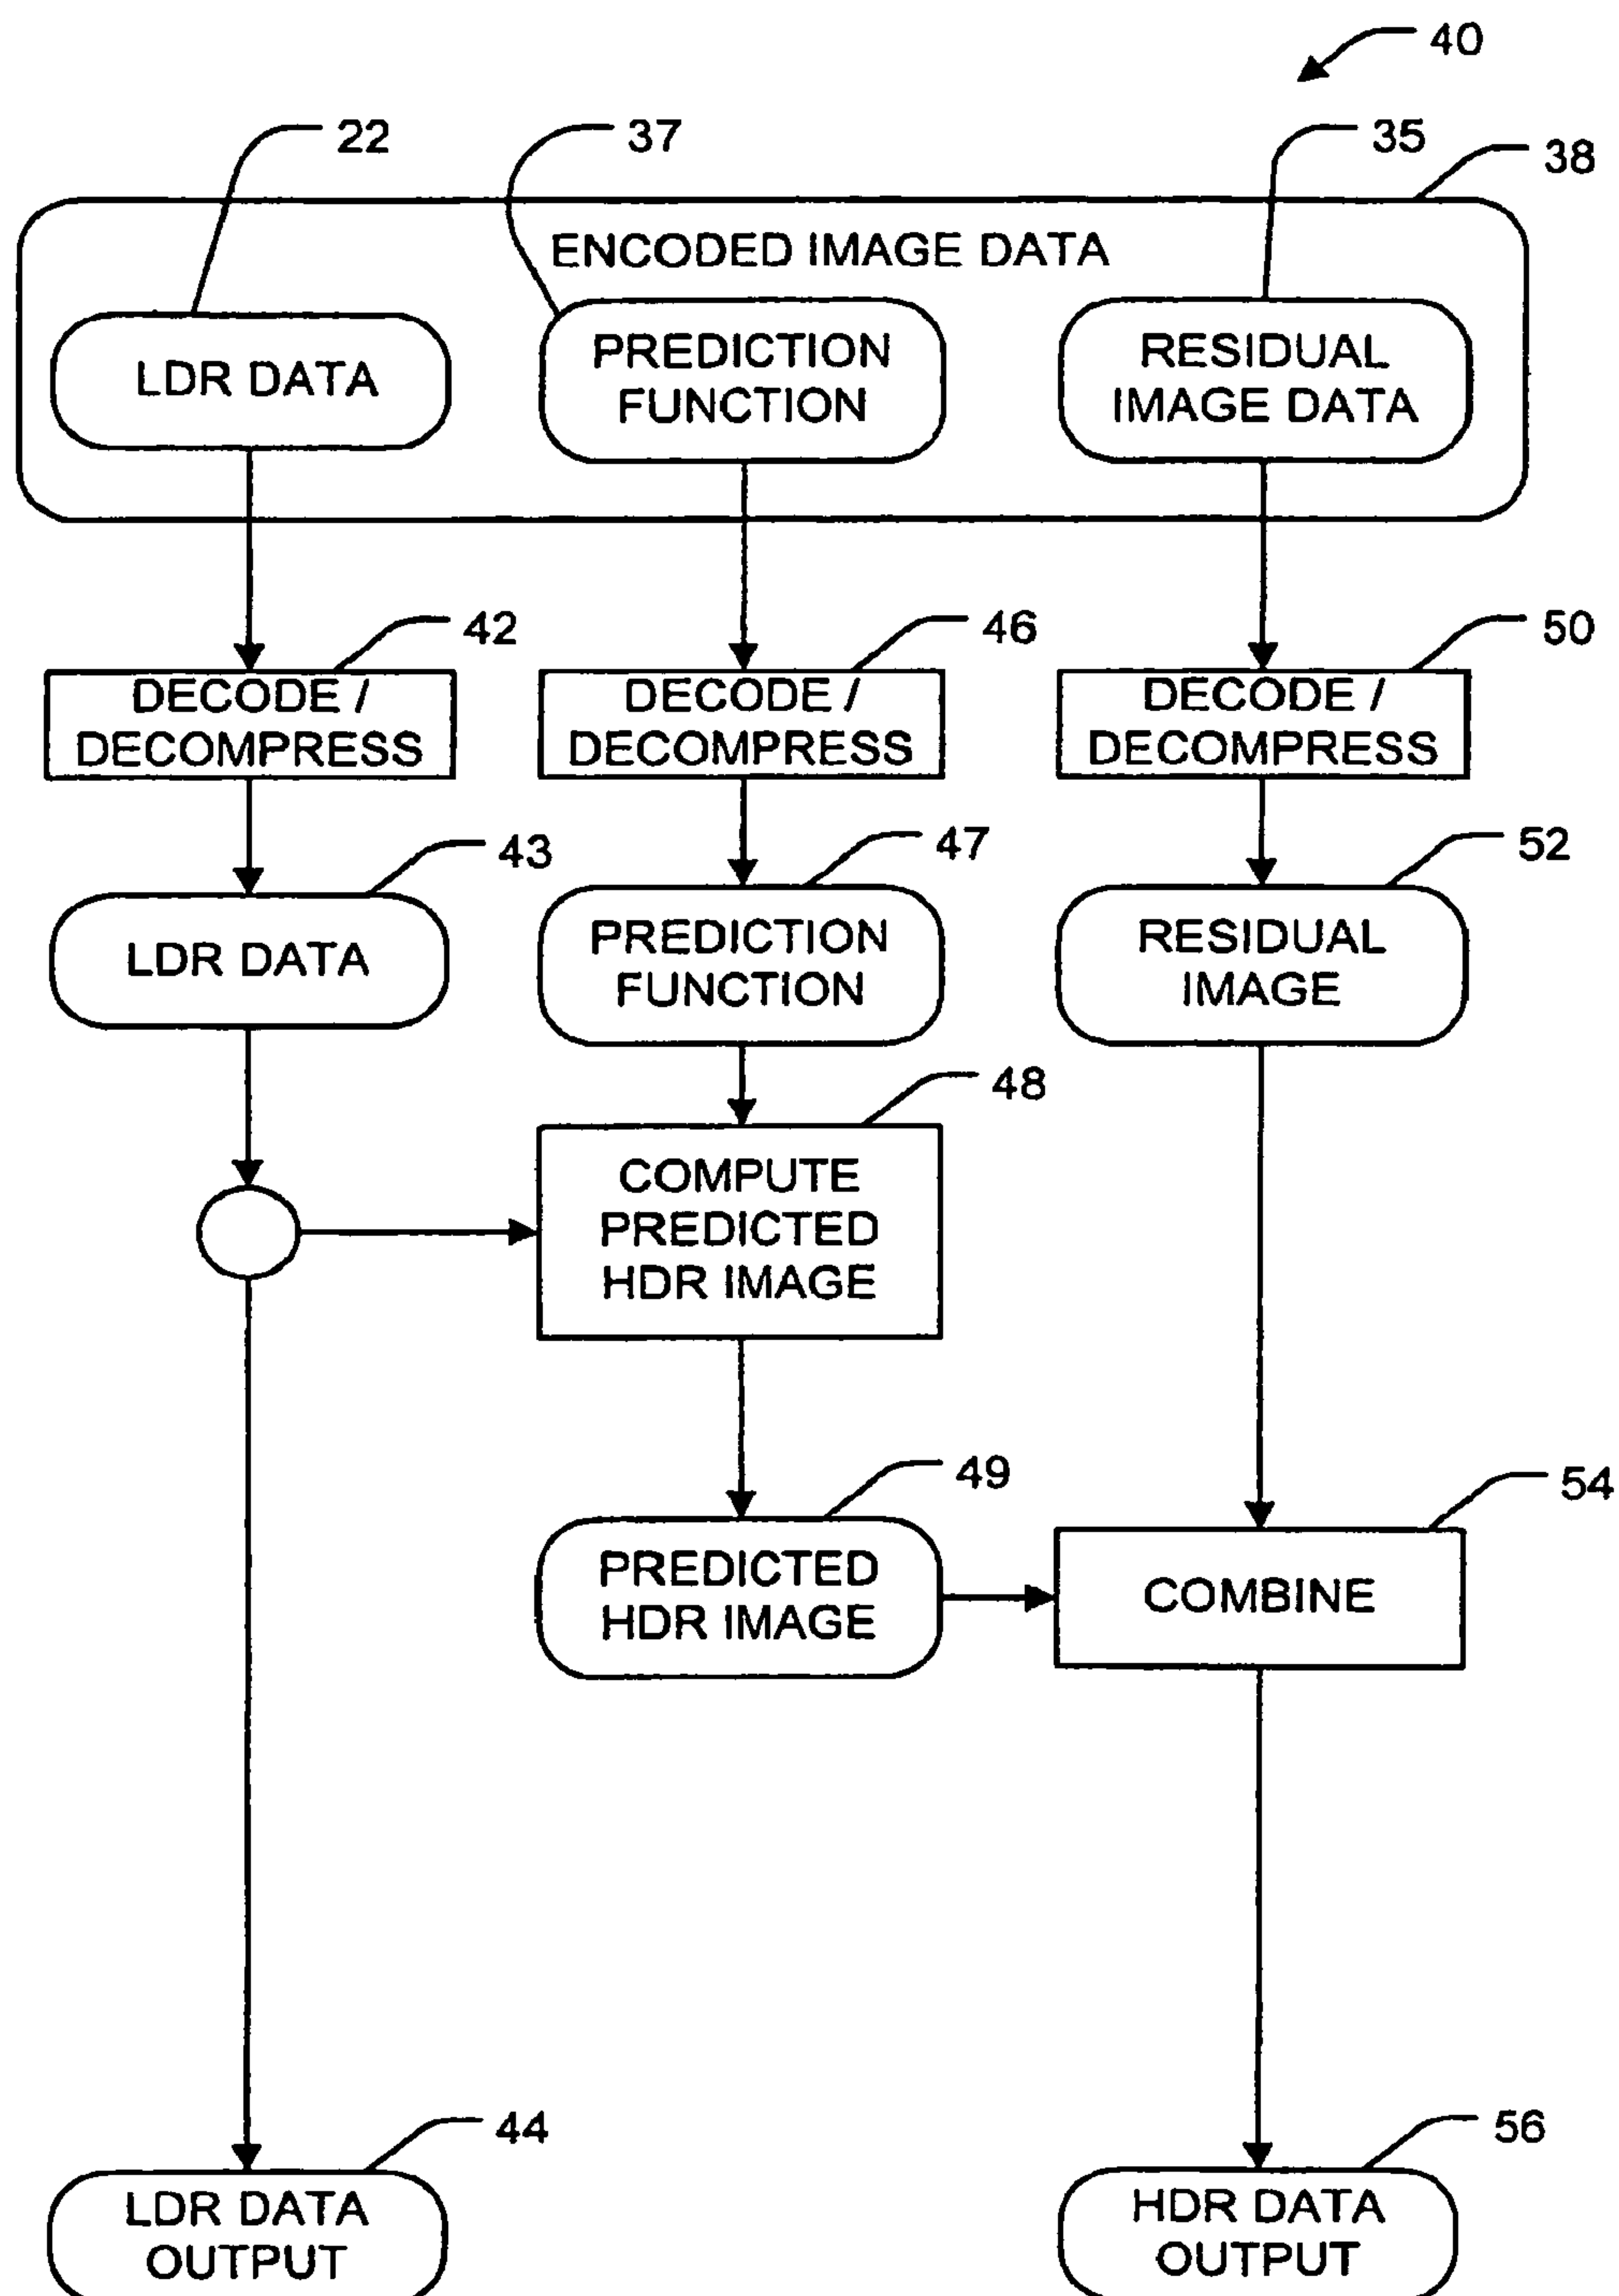 40
22
37
35
38
ENCODED IMAGE DATA
LDR DATA
PREDICTION
FUNCTION
RESIDUAL
IMAGE DATA
42
46
50
DECODE /
DECOMPRESS
DECODE /
DECOMPRESS
DECODE /
DECOMPRESS
43
47
52
LDR DATA
PREDICTION
FUNCTION
RESIDUAL
IMAGE
48
COMPUTE
PREDICTED
HDR IMAGE
49
54
PREDICTED
HDR IMAGE
COMBINE
44
56
LDR DATA
OUTPUT
HDR DATA
OUTPUT